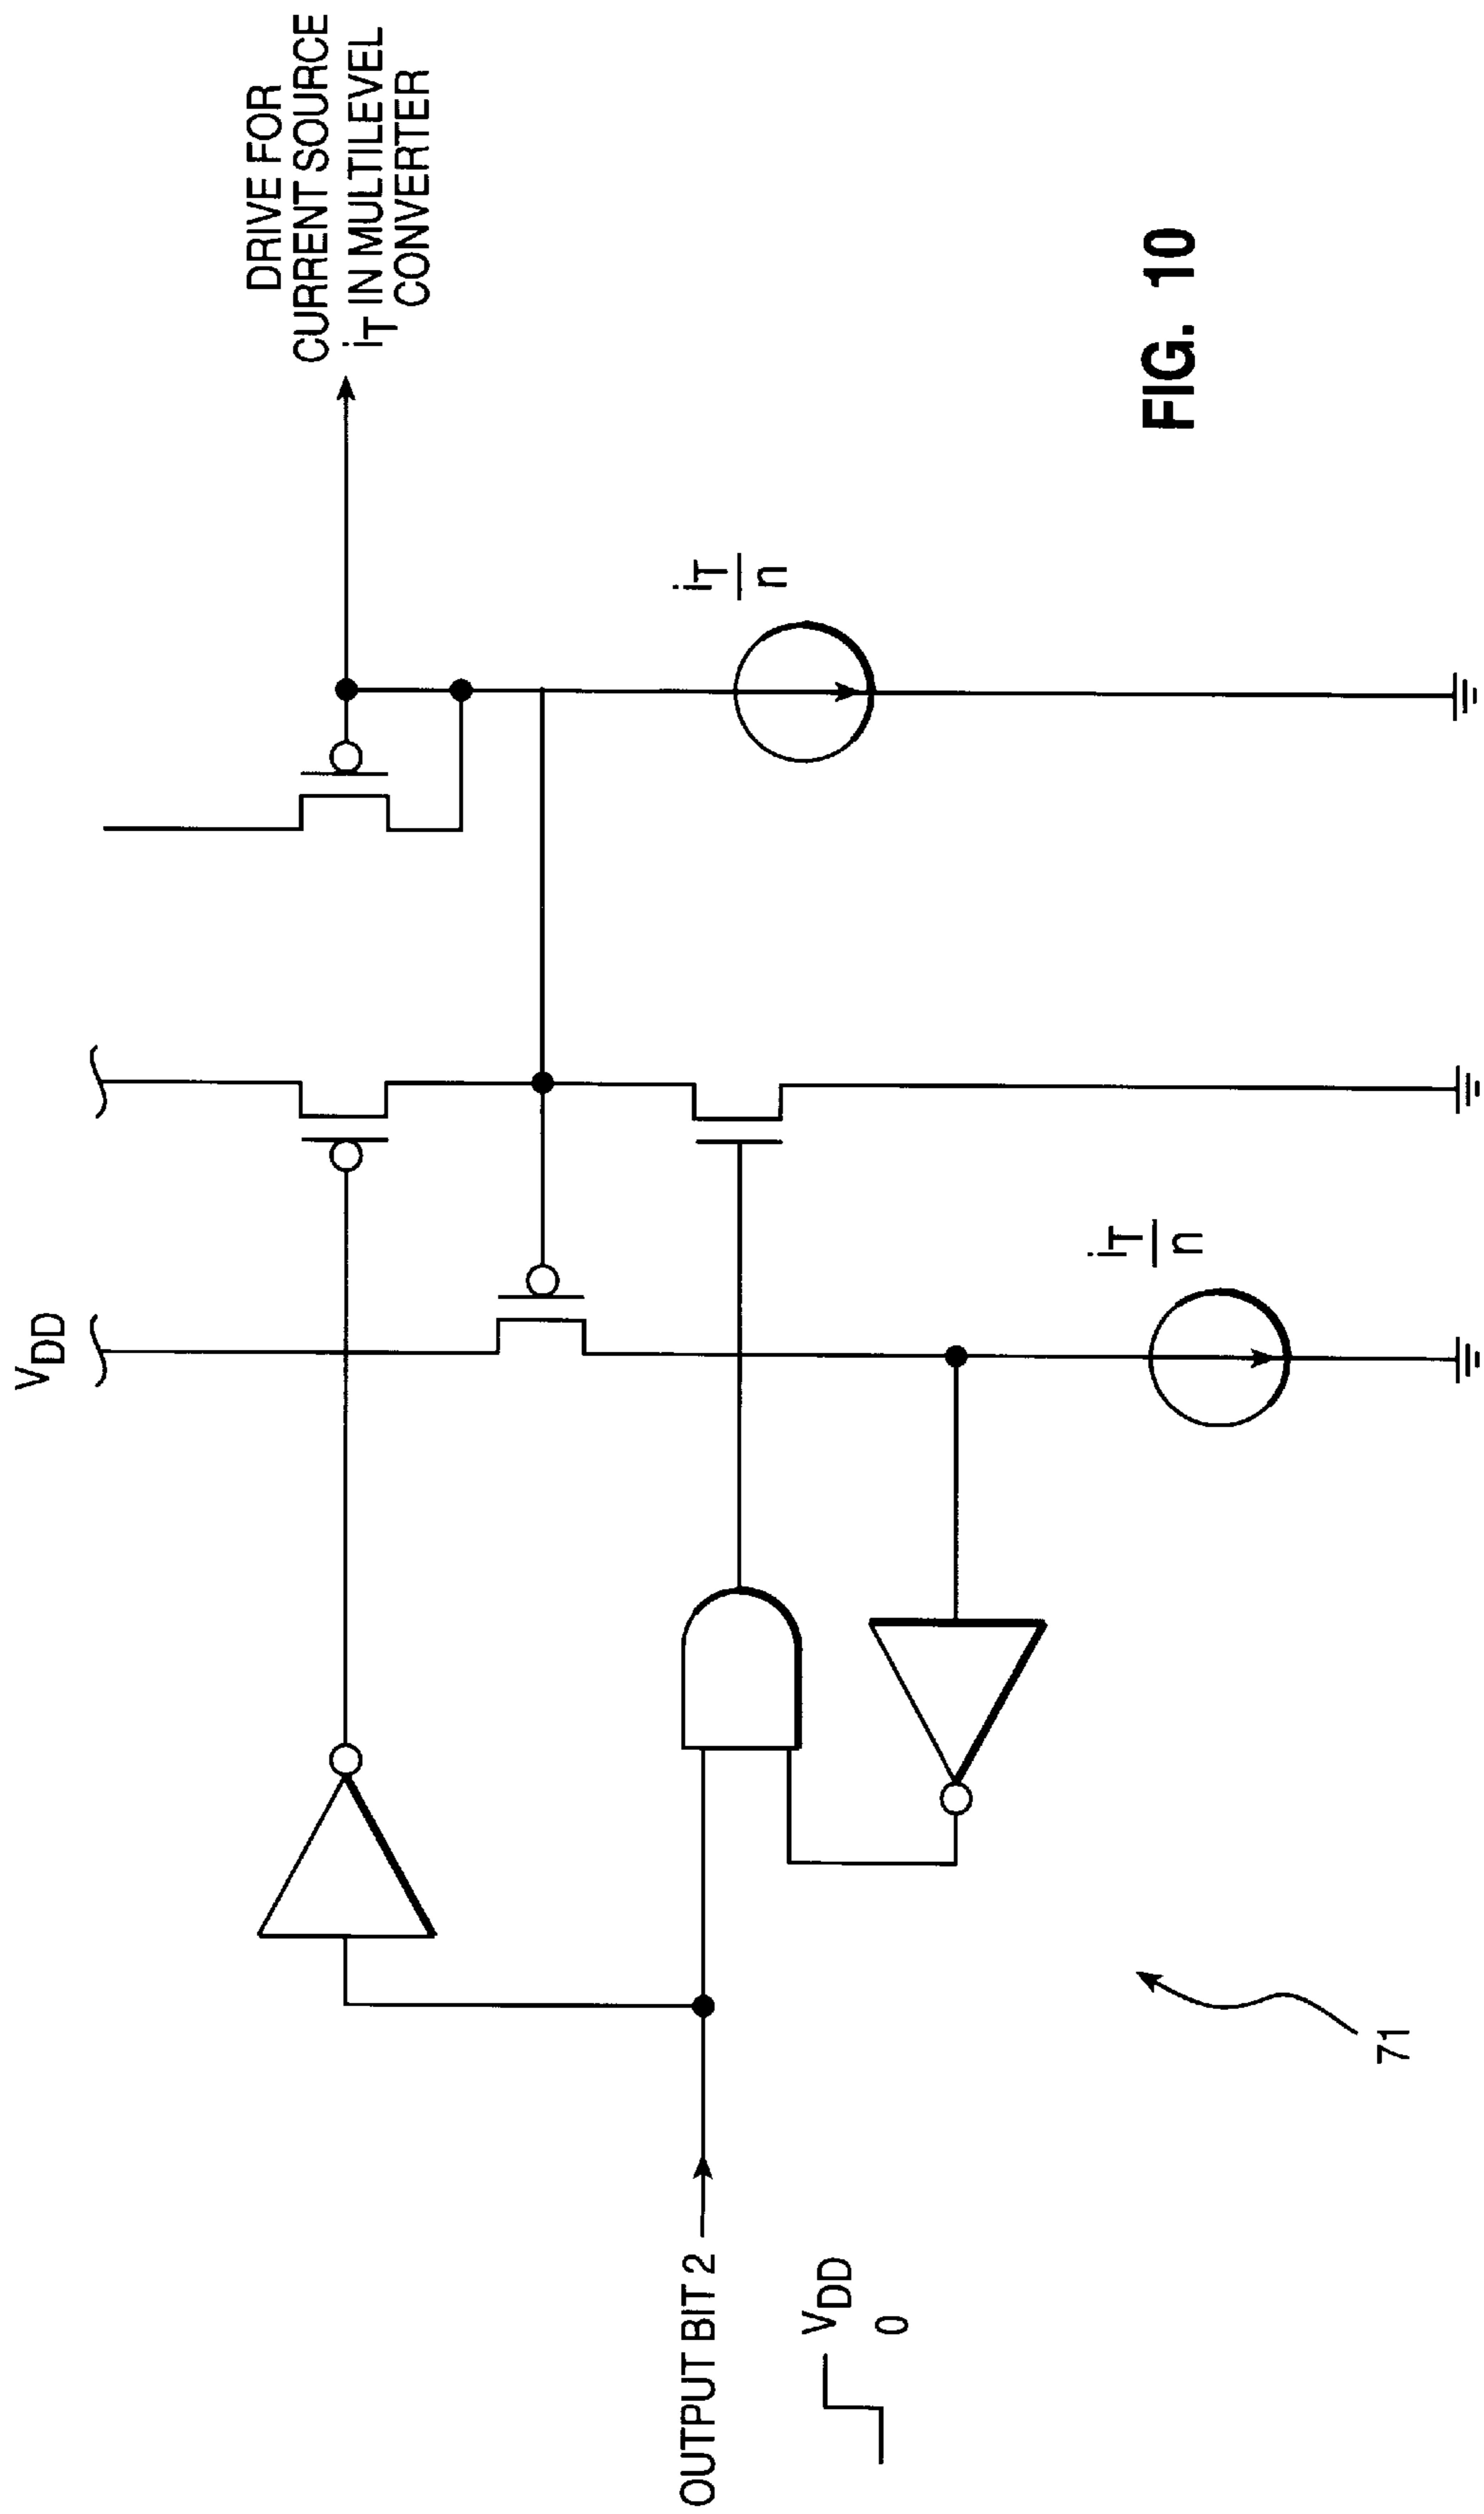 DRIVE FOR
CURRENT SOURCE
iT IN MULTILEVEL
CONVERTER
VDD
iT
n
iT
n
OUTPUT BIT 2
VDD
0
71
FIG. 10